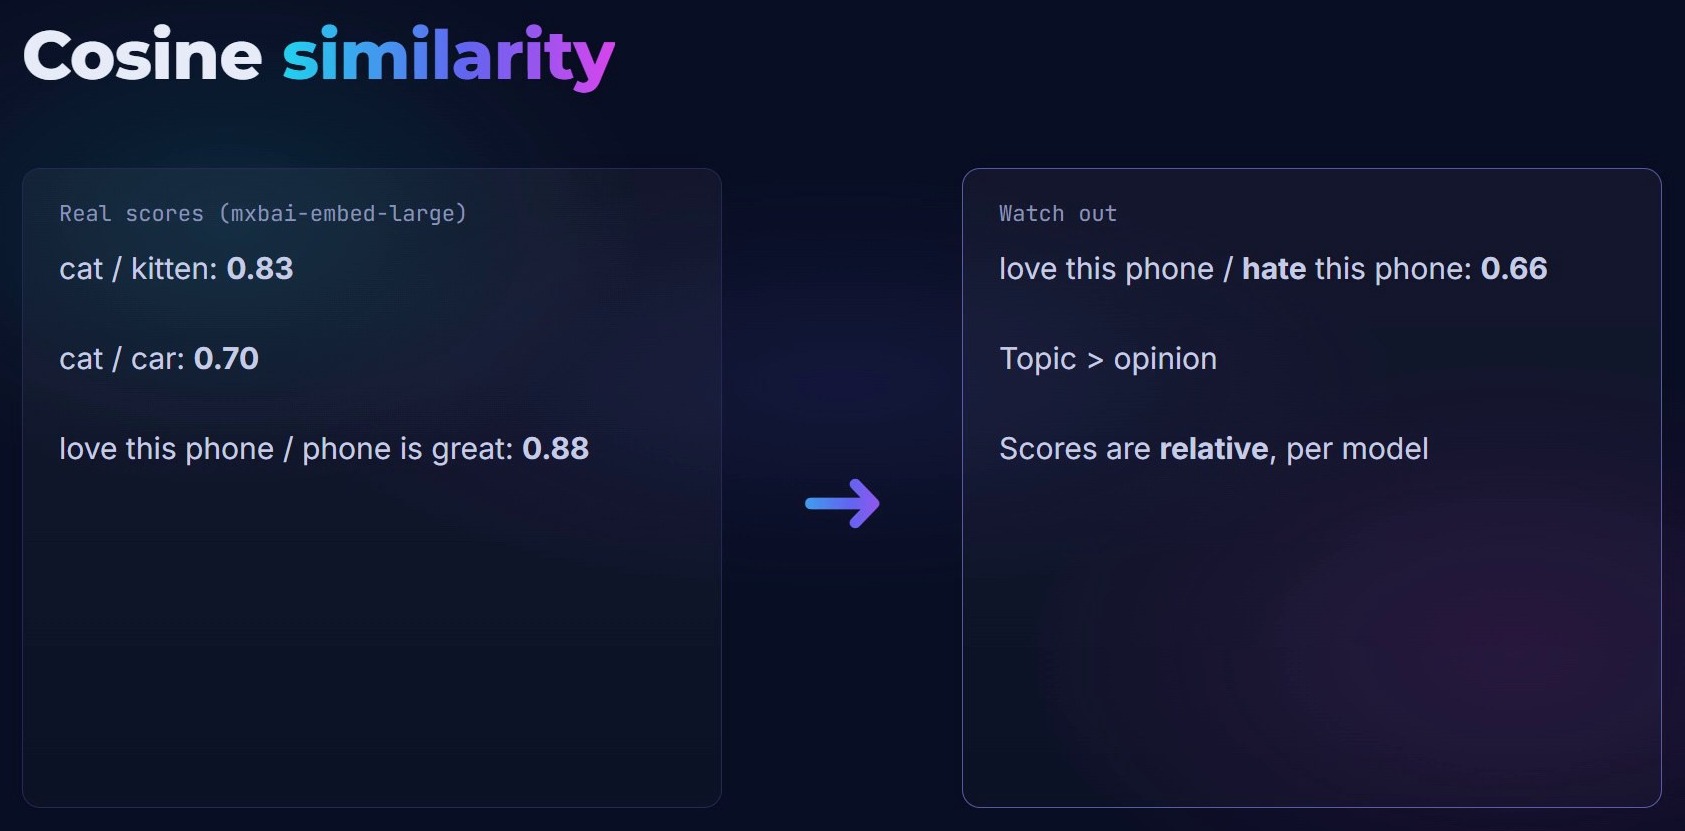 Cosine similarity
Real scores (mxbai-embed-large)
cat / kitten: 0.83
cat / car: 0.70
love this phone / phone is great: 0.88
→
Watch out
love this phone / hate this phone: 0.66
Topic > opinion
Scores are relative, per model